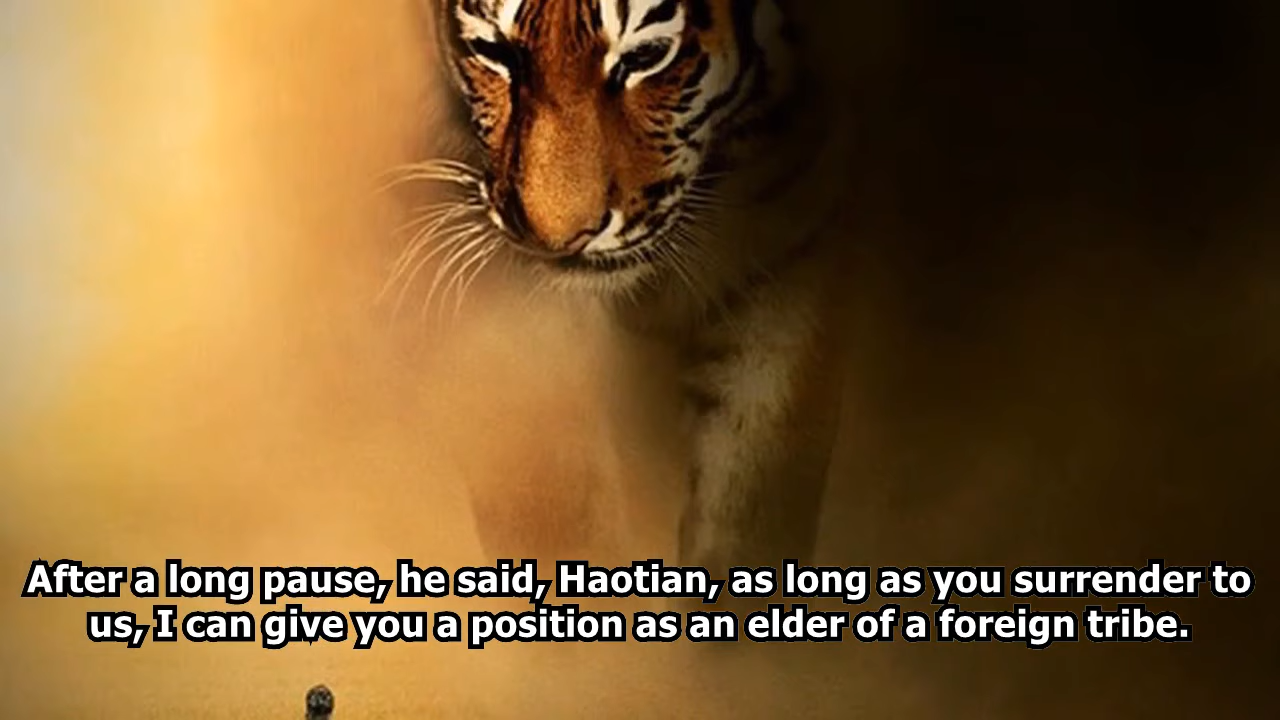 After a long pause, he said, Haotian, as long as you surrender to
us, I can give you a position as an elder of a foreign tribe.